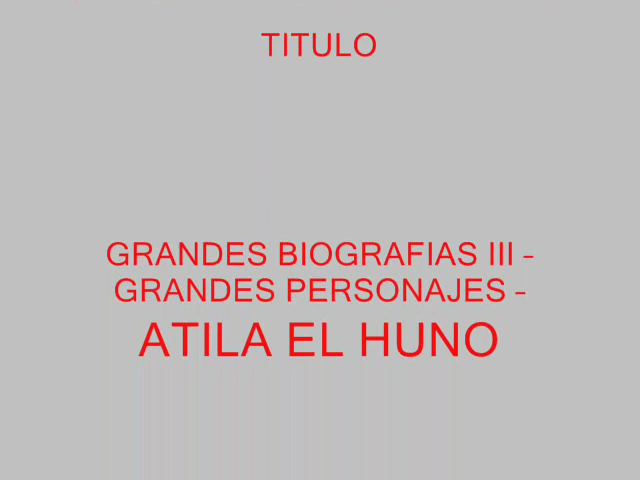 TITULO
GRANDES BIOGRAFIAS III –
GRANDES PERSONAJES –
ATILA EL HUNO